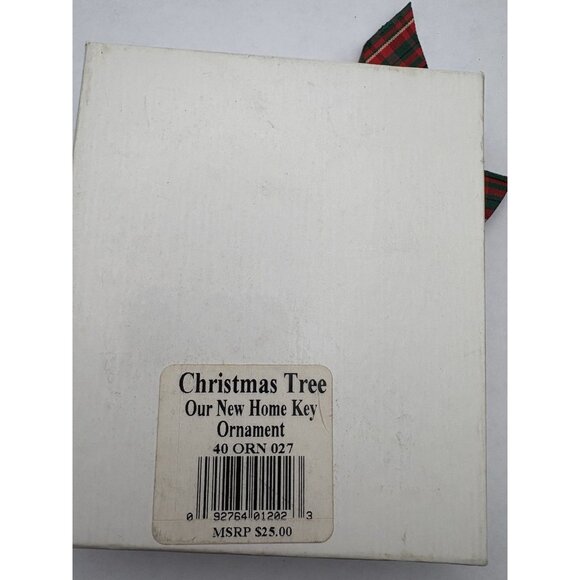 Christmas Tree
Our New Home Key
Ornament
40 ORN 027
0 92764 01202 3
MSRP $25.00